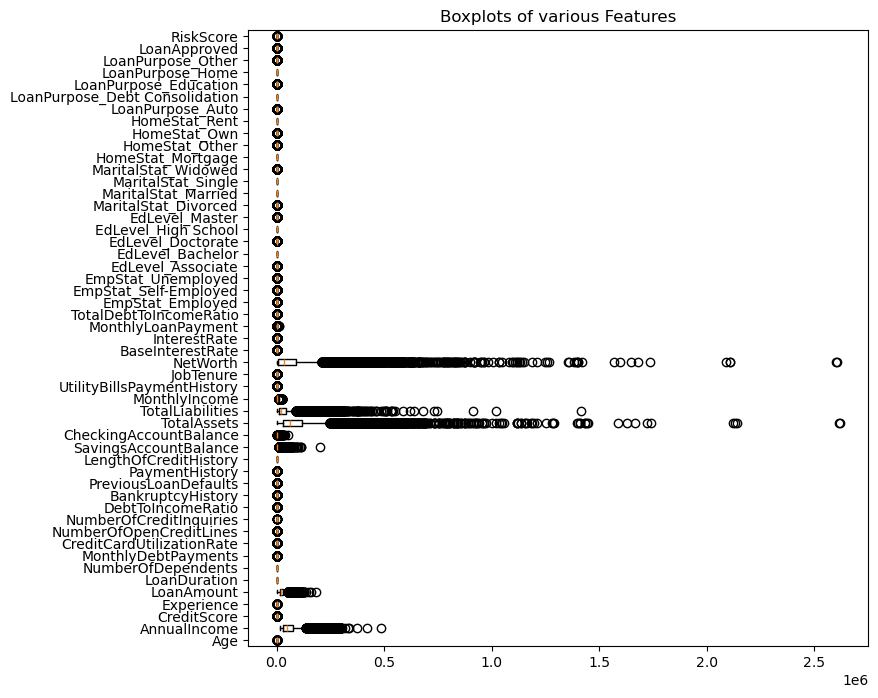 Boxplots of various Features
RiskScore
LoanApproved
LoanPurpose_Other
LoanPurpose_Home
LoanPurpose_Education
LoanPurpose_Debt Consolidation
LoanPurpose_Auto
HomeStat_Rent
HomeStat_Own
HomeStat_Other
HomeStat_Mortgage
MaritalStat_Widowed
MaritalStat_Single
MaritalStat_Married
MaritalStat_Divorced
EdLevel_Master
EdLevel_High School
EdLevel_Doctorate
EdLevel_Bachelor
EdLevel_Associate
EmpStat_Unemployed
EmpStat_Self-Employed
EmpStat_Employed
TotalDebtToIncomeRatio
MonthlyLoanPayment
InterestRate
BaseInterestRate
NetWorth
JobTenure
UtilityBillsPaymentHistory
MonthlyIncome
TotalLiabilities
TotalAssets
CheckingAccountBalance
SavingsAccountBalance
LengthOfCreditHistory
PaymentHistory
PreviousLoanDefaults
BankruptcyHistory
DebtToIncomeRatio
NumberOfCreditInquiries
NumberOfOpenCreditLines
CreditCardUtilizationRate
MonthlyDebtPayments
NumberOfDependents
LoanDuration
LoanAmount
Experience
CreditScore
AnnualIncome
Age
0.0 0.5 1.0 1.5 2.0 2.5
1e6